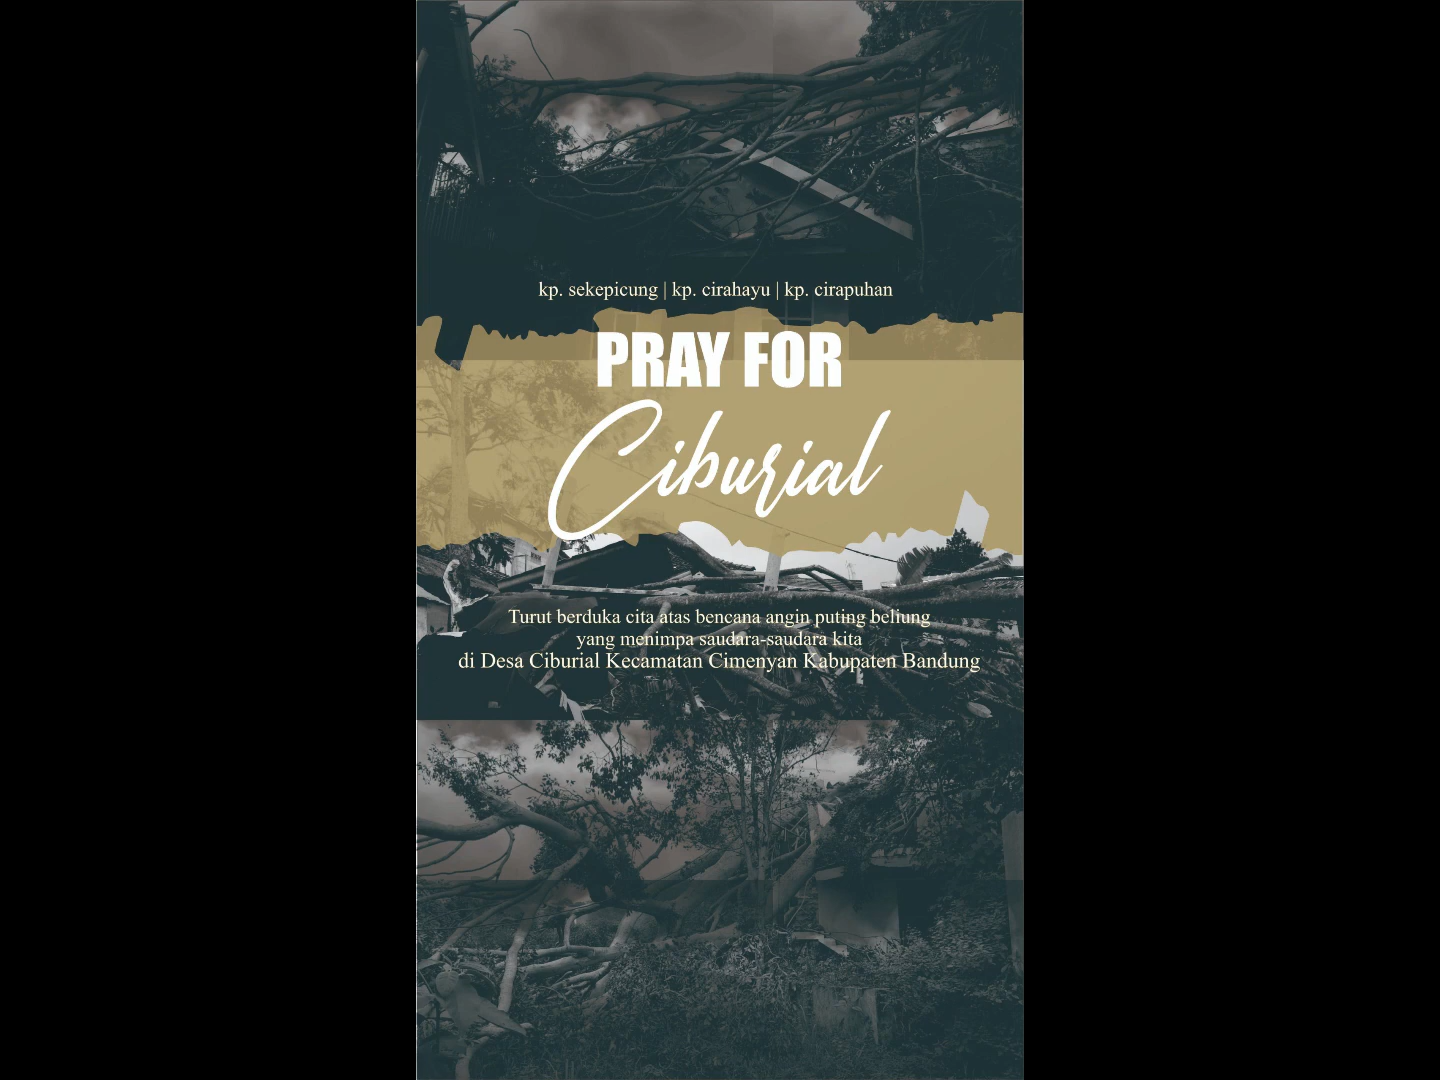 kp. sekepicung | kp. cirahayu | kp. cirapuhan
PRAY FOR
Ciburial
Turut berduka cita atas bencana angin puting beliung
yang menimpa saudara-saudara kita
di Desa Ciburial Kecamatan Cimenyan Kabupaten Bandung